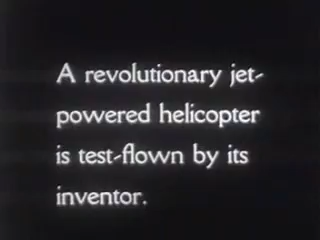 A revolutionary jet-
powered helicopter
is test-flown by its
inventor.